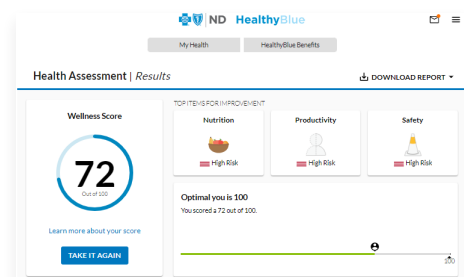 ND HealthyBlue
My Health
HealthyBlue Benefits
Health Assessment | Results
DOWNLOAD REPORT
Wellness Score
72
Out of 100
Learn more about your score
TAKE IT AGAIN
TOP ITEMS FOR IMPROVEMENT
Nutrition
High Risk
Productivity
High Risk
Safety
High Risk
Optimal you is 100
You scored a 72 out of 100.
100